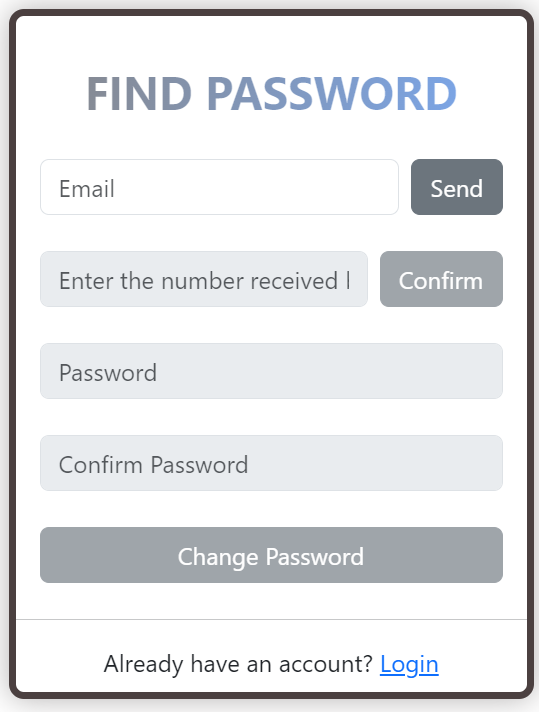 FIND PASSWORD
Email Send
Enter the number received Confirm
Password
Confirm Password
Change Password
Already have an account? Login